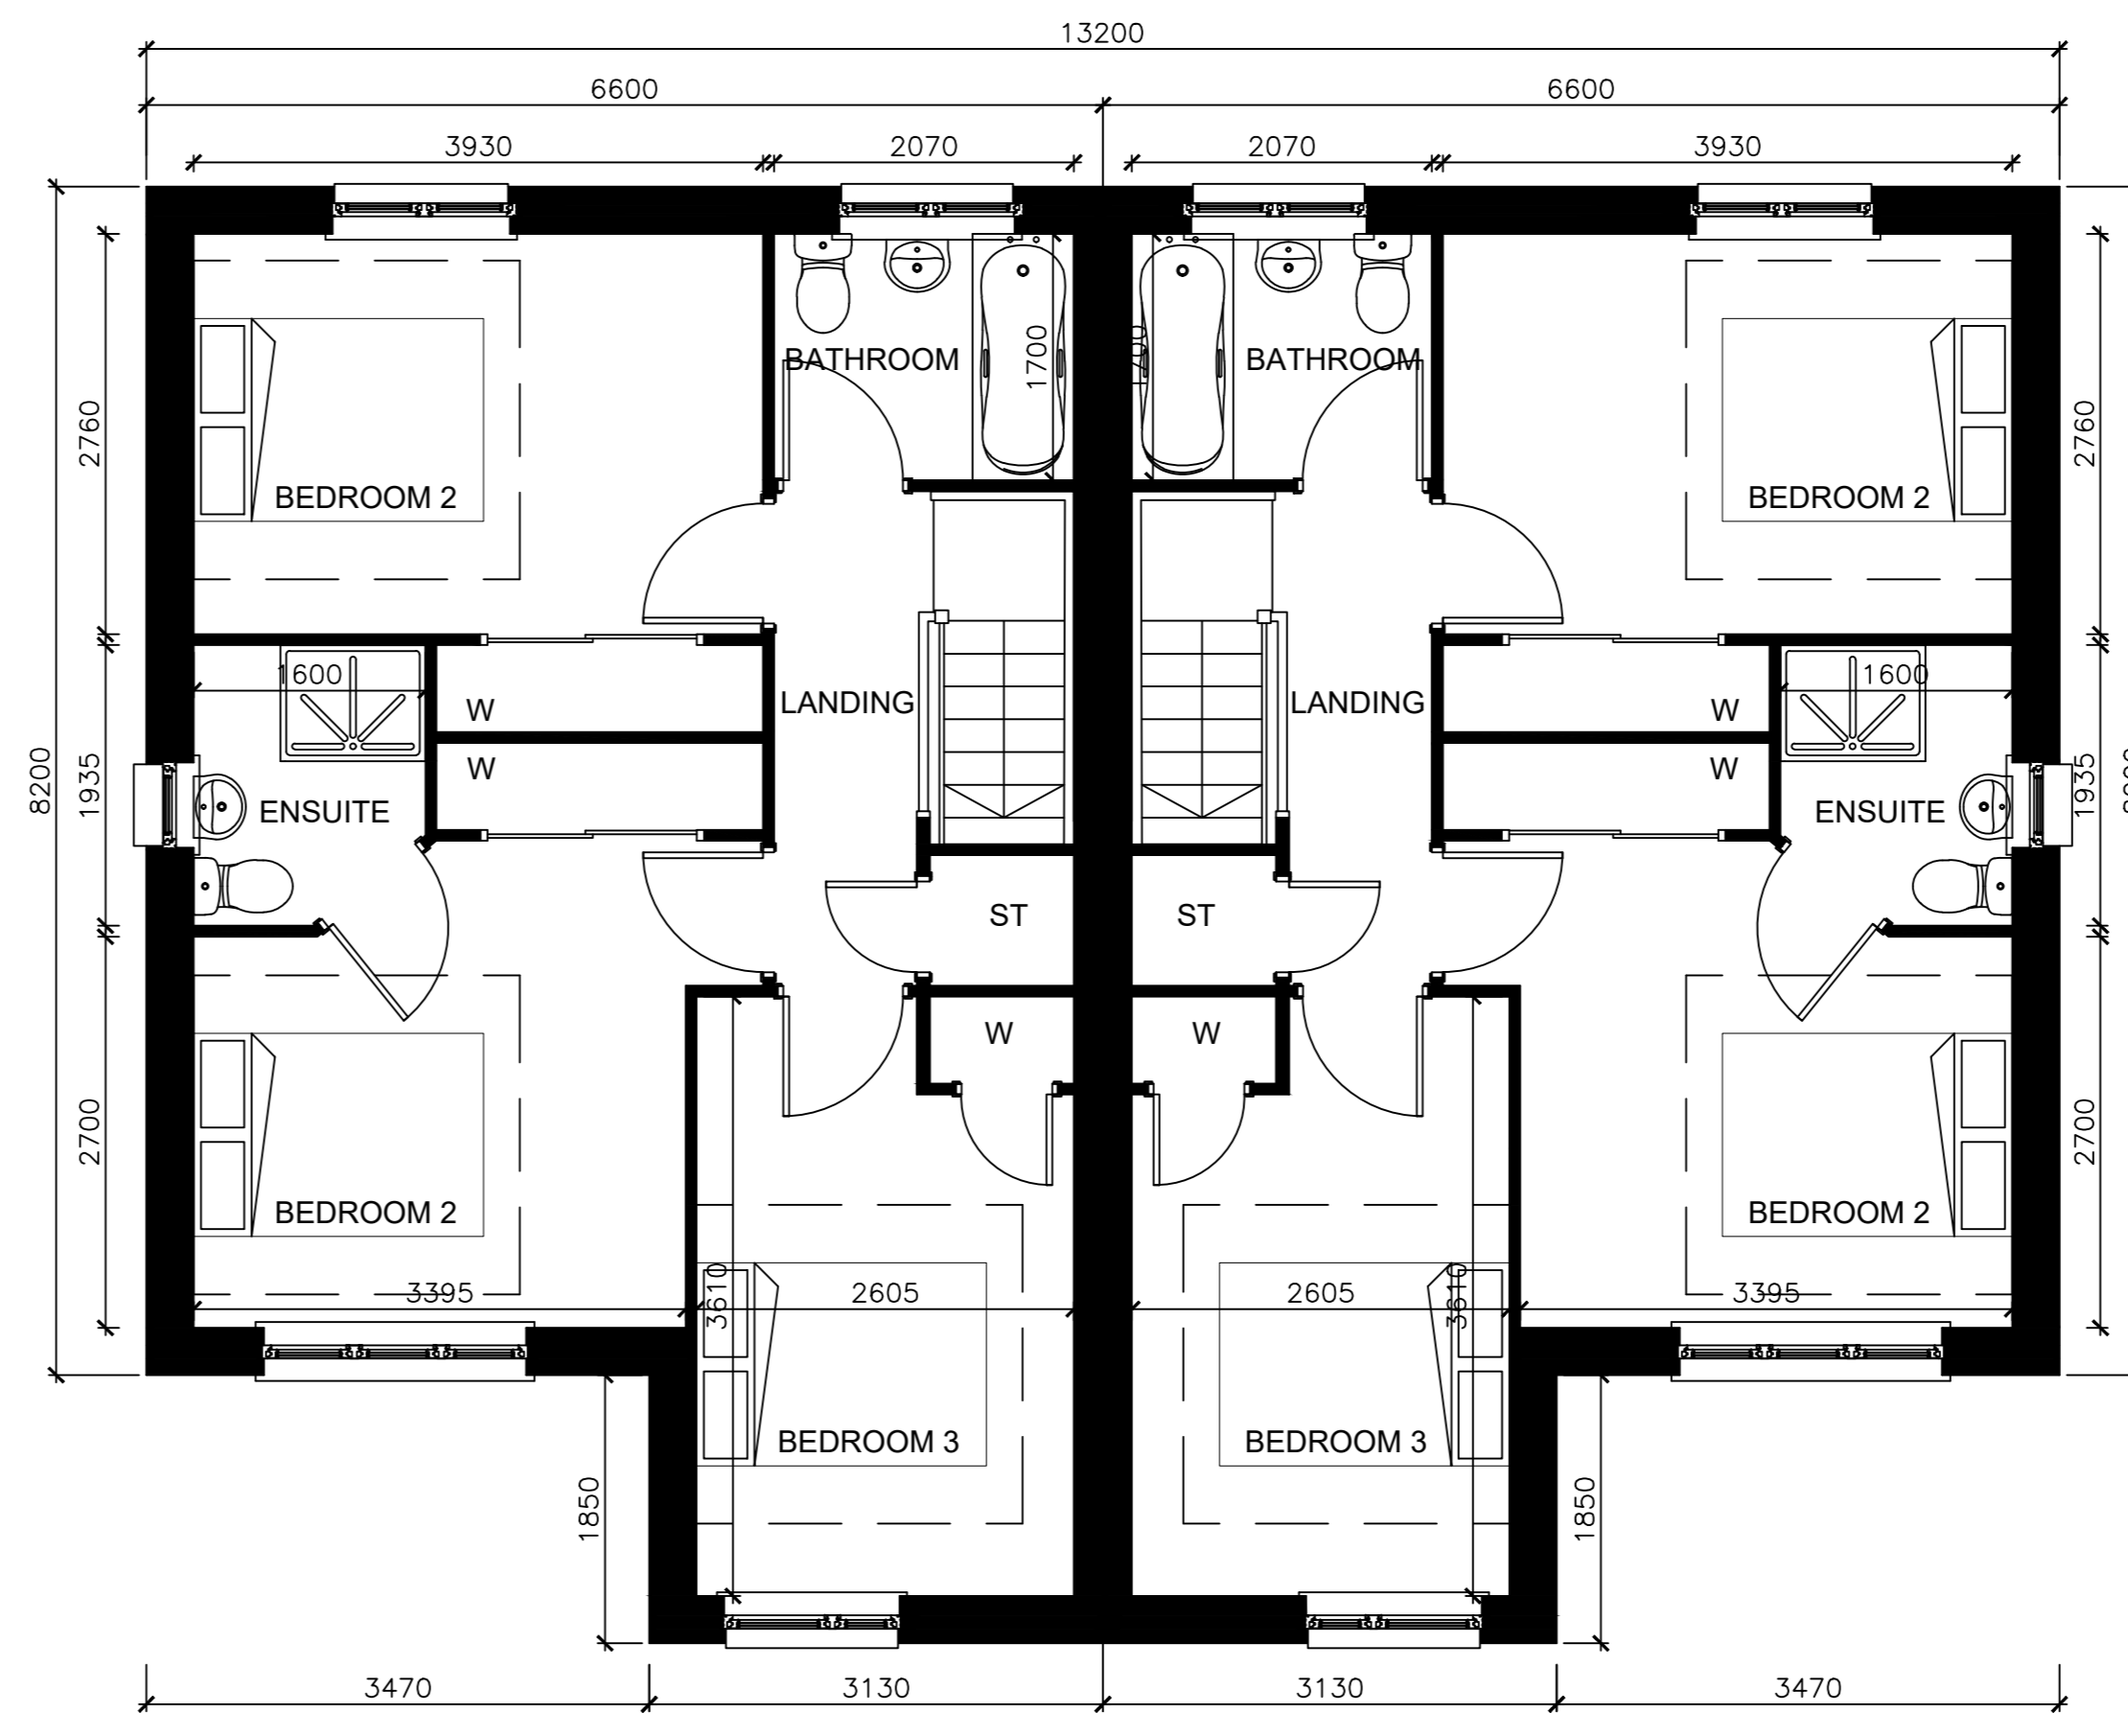 13200
6600 6600
3930 2070 2070 3930
BATHROOM BATHROOM
1700
2760 2760
BEDROOM 2 BEDROOM 2
1600 1600
LANDING LANDING
W W
W W
8200 1935 1935
ENSUITE ENSUITE
ST ST
W W
2700 2700
BEDROOM 2 BEDROOM 2
3395 3610 2605 2605 3610 3395
BEDROOM 3 BEDROOM 3
1850 1850
3470 3130 3130 3470